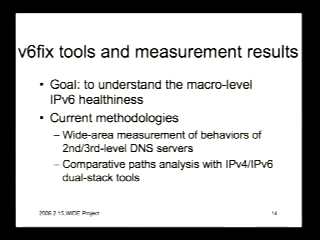 v6fix tools and measurement results
• Goal: to understand the macro-level
IPv6 healthiness
• Current methodologies
– Wide-area measurement of behaviors of
2nd/3rd-level DNS servers
– Comparative paths analysis with IPv4/IPv6
dual-stack tools
2006.2.15,WIDE Project
14